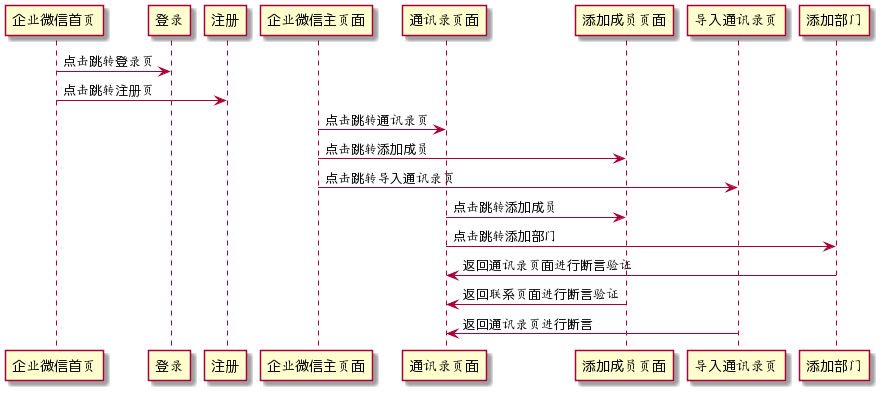 企业微信首页 登录 注册 企业微信主页面 通讯录页面 添加成员页面 导入通讯录页 添加部门
点击跳转登录页
点击跳转注册页
点击跳转通讯录页
点击跳转添加成员
点击跳转导入通讯录页
点击跳转添加成员
点击跳转添加部门
返回通讯录页面进行断言验证
返回联系页面进行断言验证
返回通讯录页进行断言
企业微信首页 登录 注册 企业微信主页面 通讯录页面 添加成员页面 导入通讯录页 添加部门